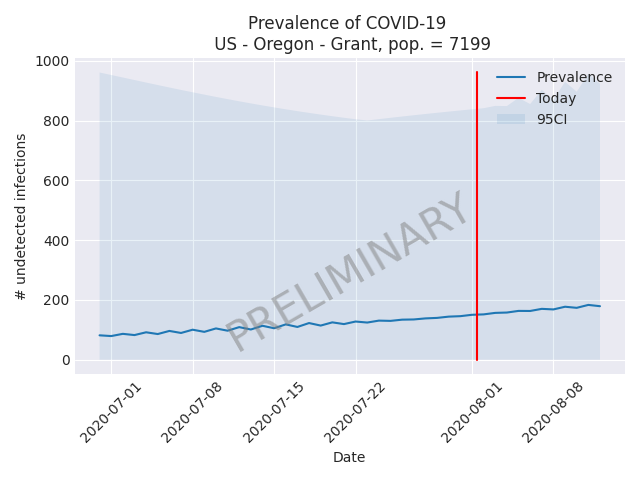 Prevalence of COVID-19
US - Oregon - Grant, pop. = 7199
1000
800
600
400
200
0
# undetected infections
Prevalence
Today
95CI
PRELIMINARY
2020-07-01
2020-07-08
2020-07-15
2020-07-22
2020-08-01
2020-08-08
Date